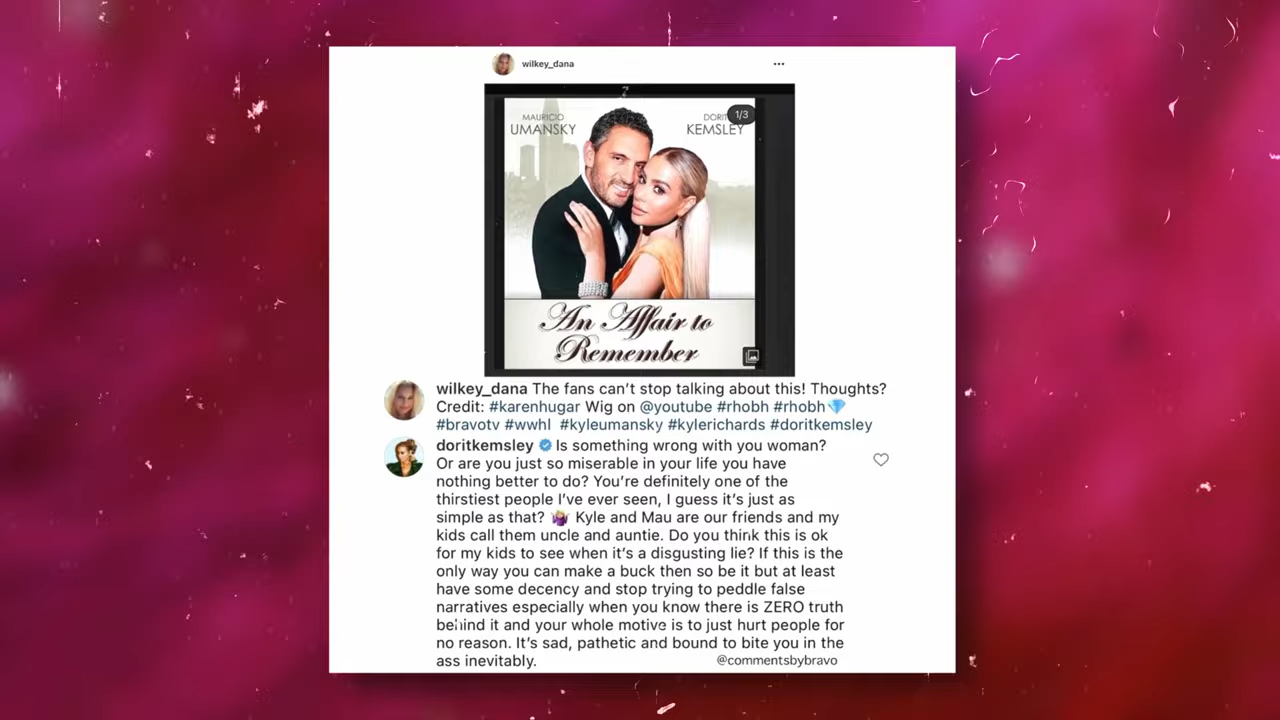 wilkey_dana
MAURICIO
UMANSKY
1/3
KEMSLEY
An Affair to
Remember
wilkey_dana The fans can't stop talking about this! Thoughts?
Credit: #karenhugar Wig on @youtube #rhobh #rhobh💎
#bravotv #wwhl #kyleumansky #kylerichards #doritkemsley
doritkemsley Is something wrong with you woman?
Or are you just so miserable in your life you have
nothing better to do? You're definitely one of the
thirstiest people I've ever seen, I guess it's just as
simple as that? 🤷🏼‍♀️ Kyle and Mau are our friends and my
kids call them uncle and auntie. Do you think this is ok
for my kids to see when it's a disgusting lie? If this is the
only way you can make a buck then so be it but at least
have some decency and stop trying to peddle false
narratives especially when you know there is ZERO truth
behind it and your whole motive is to just hurt people for
no reason. It's sad, pathetic and bound to bite you in the
ass inevitably.
@commentsbybravo